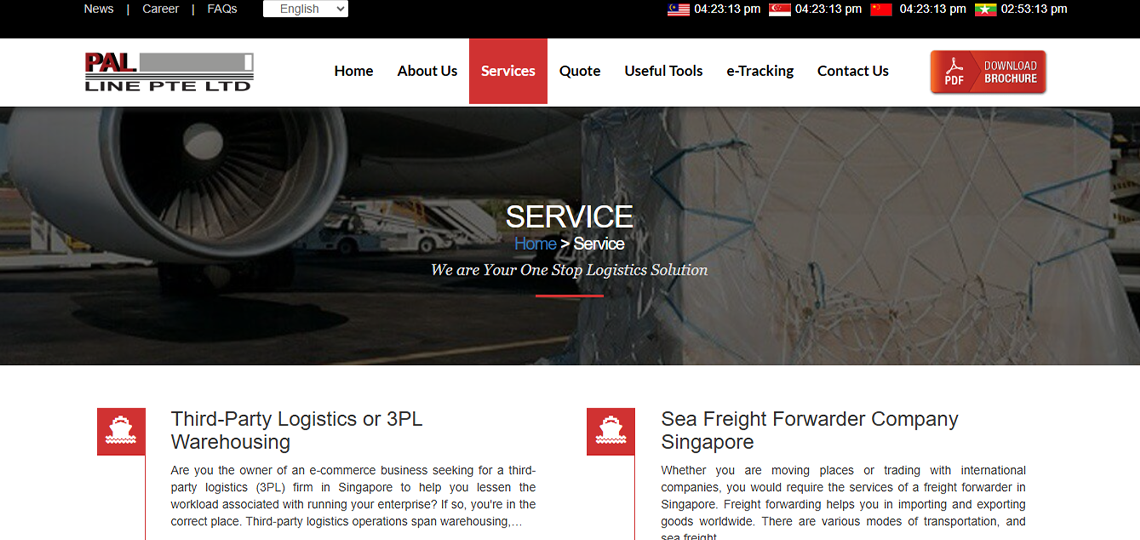 News | Career | FAQs English 04:23:13 pm 04:23:13 pm 04:23:13 pm 02:53:13 pm
PAL
LINE PTE LTD
Home About Us Services Quote Useful Tools e-Tracking Contact Us
PDF DOWNLOAD
BROCHURE
SERVICE
Home > Service
We are Your One Stop Logistics Solution
Third-Party Logistics or 3PL
Warehousing
Are you the owner of an e-commerce business seeking for a third-
party logistics (3PL) firm in Singapore to help you lessen the
workload associated with running your enterprise? If so, you're in the
correct place. Third-party logistics operations span warehousing,…
Sea Freight Forwarder Company
Singapore
Whether you are moving places or trading with international
companies, you would require the services of a freight forwarder in
Singapore. Freight forwarding helps you in importing and exporting
goods worldwide. There are various modes of transportation, and
sea freight